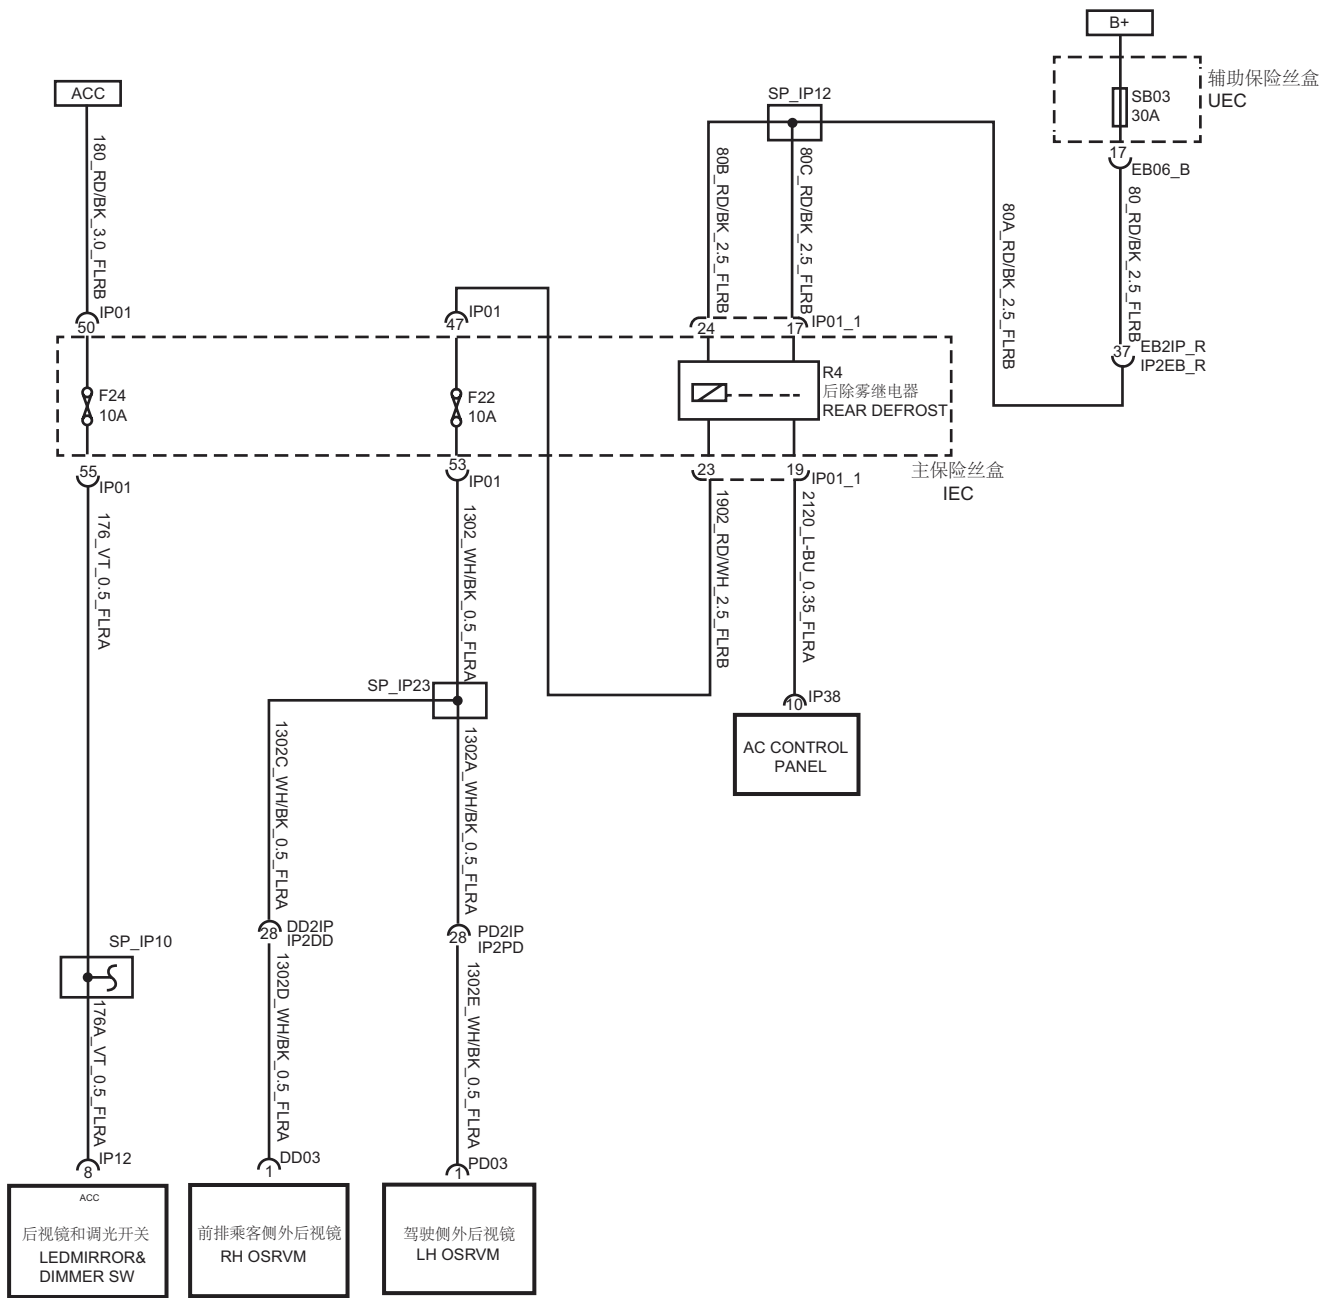 B+
辅助保险丝盒
UEC
SB03
30A
17
EB06_B
ACC
SP_IP12
180_RD/BK_3.0_FLRB
80B_RD/BK_2.5_FLRB
80C_RD/BK_2.5_FLRB
80A_RD/BK_2.5_FLRB
80_RD/BK_2.5_FLRB
IP01
50
IP01
47
24
17
IP01_1
37
EB2IP_R
IP2EB_R
F24
10A
F22
10A
R4
后除雾继电器
REAR DEFROST
55
IP01
53
IP01
23
19
IP01_1
主保险丝盒
IEC
176_VT_0.5_FLRA
1302_WH/BK_0.5_FLRA
1902_RD/WH_2.5_FLRB
2120_L-BU_0.35_FLRA
SP_IP23
10
IP38
AC CONTROL
PANEL
1302C_WH/BK_0.5_FLRA
1302A_WH/BK_0.5_FLRA
28
DD2IP
IP2DD
28
PD2IP
IP2PD
SP_IP10
176A_VT_0.5_FLRA
1302D_WH/BK_0.5_FLRA
1302E_WH/BK_0.5_FLRA
8
IP12
1
DD03
1
PD03
ACC
后视镜和调光开关
LEDMIRROR&
DIMMER SW
前排乘客侧外后视镜
RH OSRVM
驾驶侧外后视镜
LH OSRVM